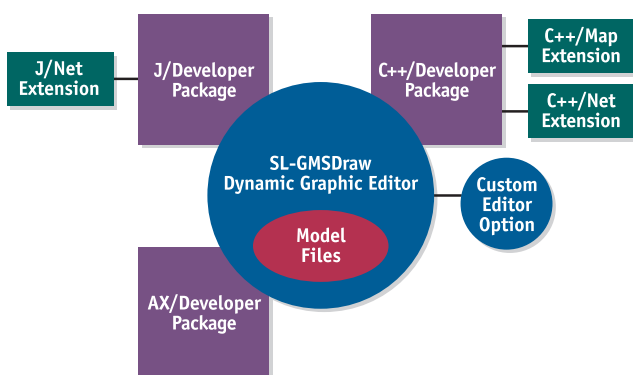 J/Net
Extension
J/Developer
Package
C++/Developer
Package
C++/Map
Extension
C++/Net
Extension
SL-GMSDraw
Dynamic Graphic Editor
Custom
Editor
Option
Model
Files
AX/Developer
Package